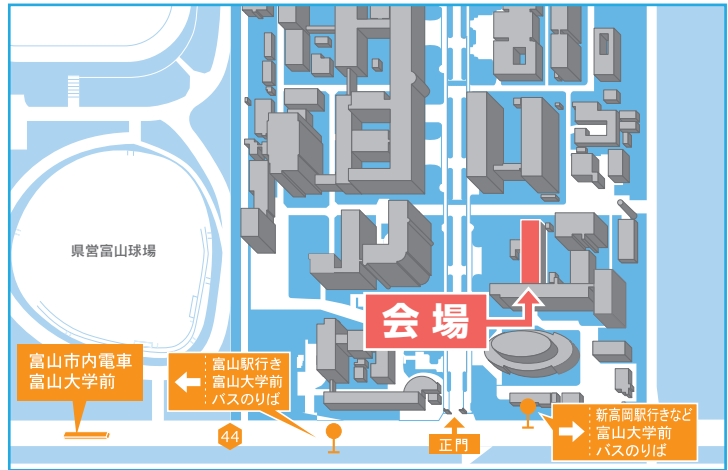 県営富山球場
会場
富山市内電車
富山大学前
富山駅行き
富山大学前
バスのりば
44
正門
新高岡駅行きなど
富山大学前
バスのりば